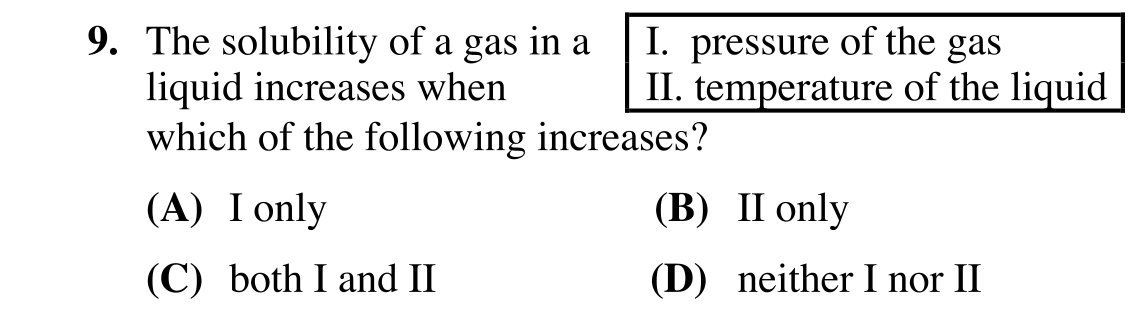 9. The solubility of a gas in a
liquid increases when
which of the following increases?
I. pressure of the gas
II. temperature of the liquid
(A) I only
(B) II only
(C) both I and II
(D) neither I nor II